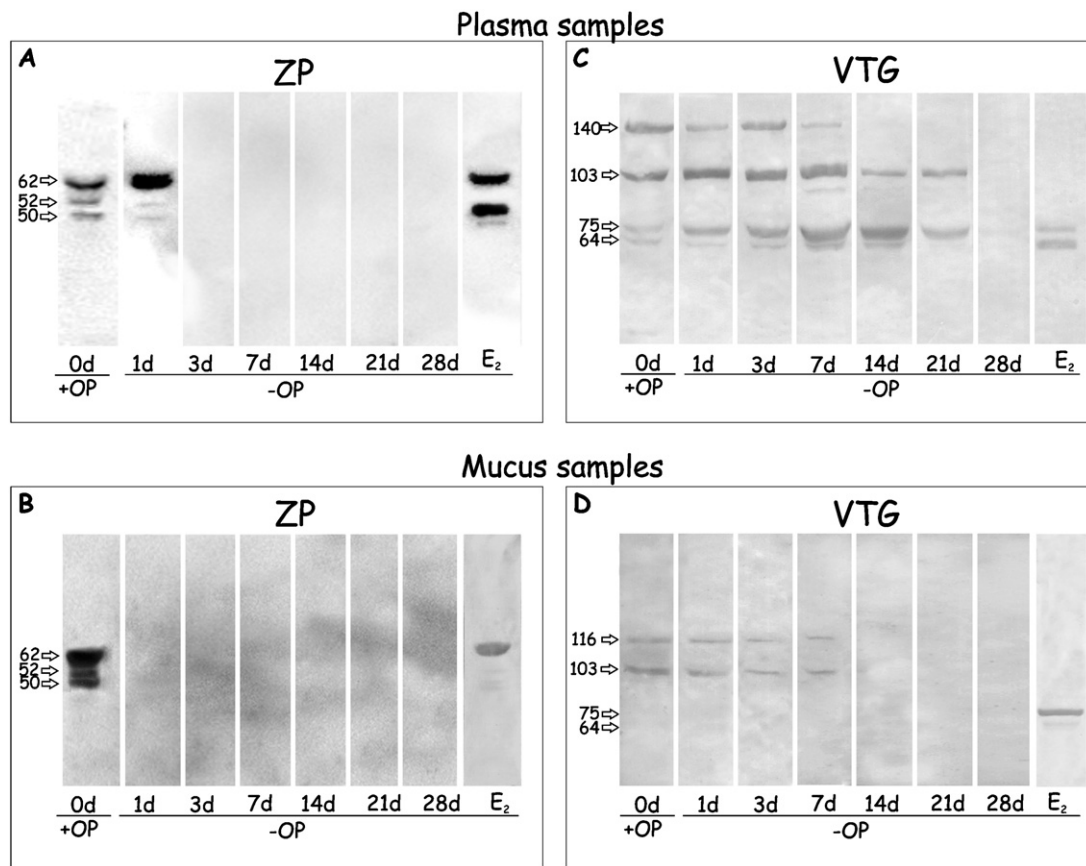 Plasma samples
A
ZP
62
52
50
0d 1d 3d 7d 14d 21d 28d E₂
+OP -OP
C
VTG
140
103
75
64
0d 1d 3d 7d 14d 21d 28d E₂
+OP -OP
Mucus samples
B
ZP
62
52
50
0d 1d 3d 7d 14d 21d 28d E₂
+OP -OP
D
VTG
116
103
75
64
0d 1d 3d 7d 14d 21d 28d E₂
+OP -OP